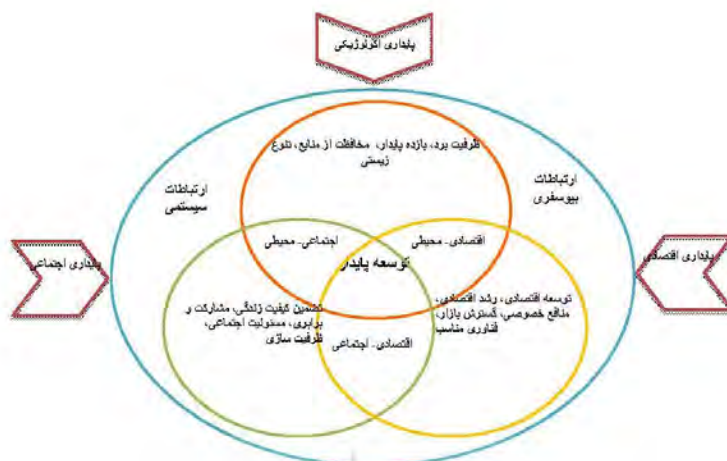 پایداری اکولوژیکی
ظرفیت برد، بازده پایدار، محافظت از منابع، تنوع
زیستی
ارتباطات
بیوسفری
ارتباطات
سیستمی
اقتصادی- محیطی
اجتماعی- محیطی
توسعه پایدار
پایداری اقتصادی
پایداری اجتماعی
توسعه اقتصادی، رشد اقتصادی،
منافع خصوصی، گسترش بازار،
فناوری مناسب
تضمین کیفیت زندگی، مشارکت و
برابری، مسئولیت اجتماعی،
ظرفیت سازی
اقتصادی- اجتماعی